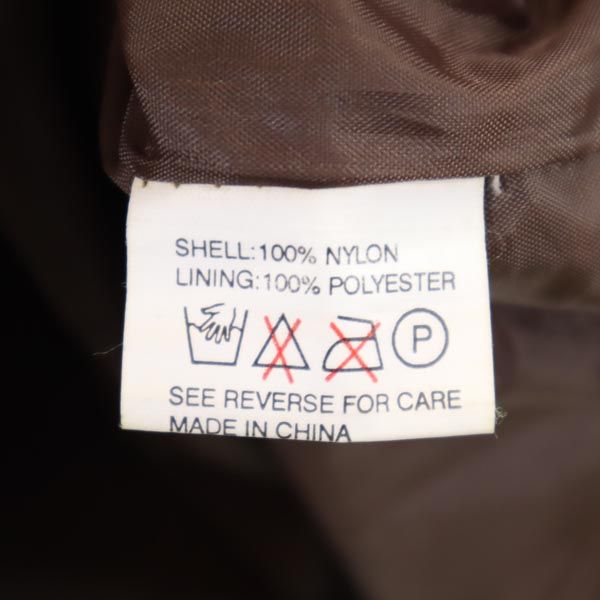 SHELL:100% NYLON
LINING:100% POLYESTER
P
SEE REVERSE FOR CARE
MADE IN CHINA